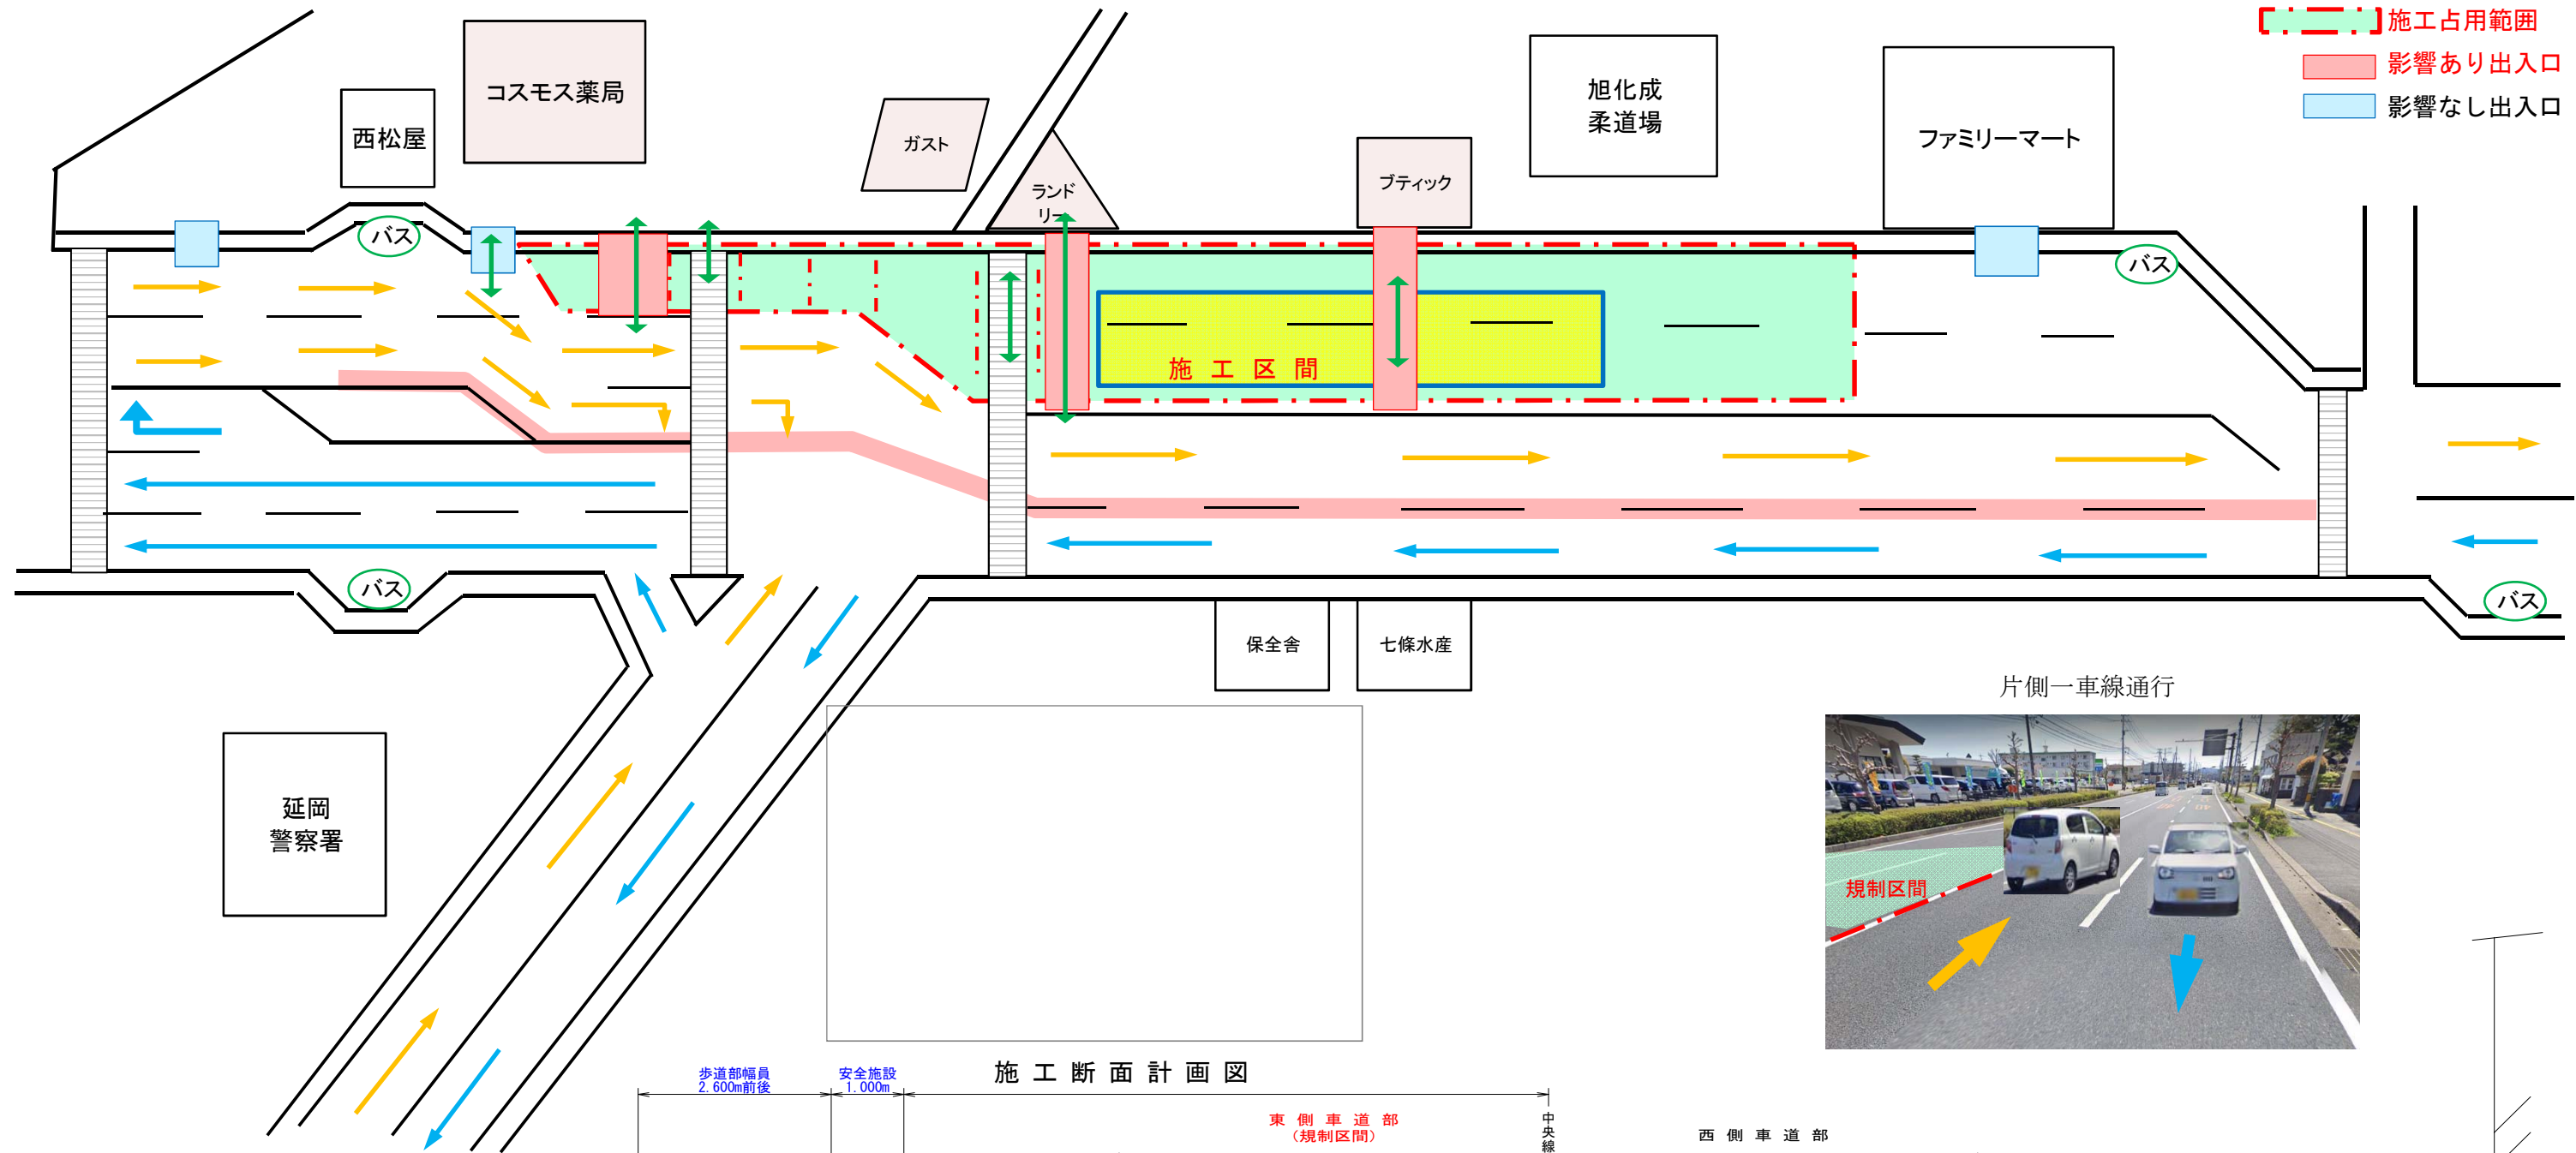 施工占用範囲
影響あり出入口
影響なし出入口
コスモス薬局
西松屋
ガスト
ランド
リー
ブティック
旭化成
柔道場
ファミリーマート
バス
バス
施工区間
バス
バス
保全舎
七條水産
延岡
警察署
片側一車線通行
規制区間
施工断面計画図
歩道部幅員
2.600m前後
安全施設
1.000m
東側車道部
（規制区間）
中央線
西側車道部